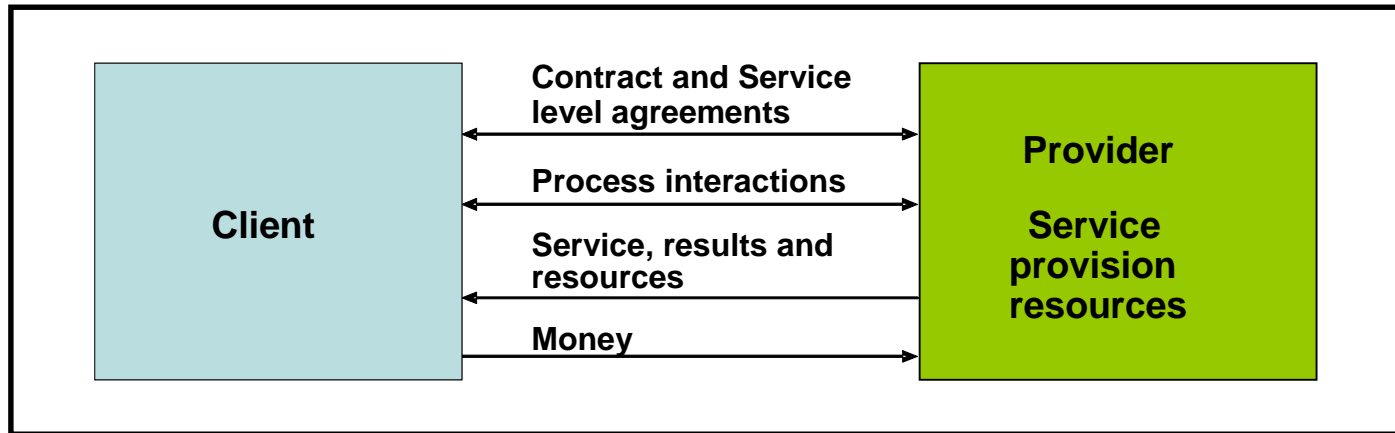 Client
Contract and Service
level agreements
Process interactions
Service, results and
resources
Money
Provider
Service
provision
resources